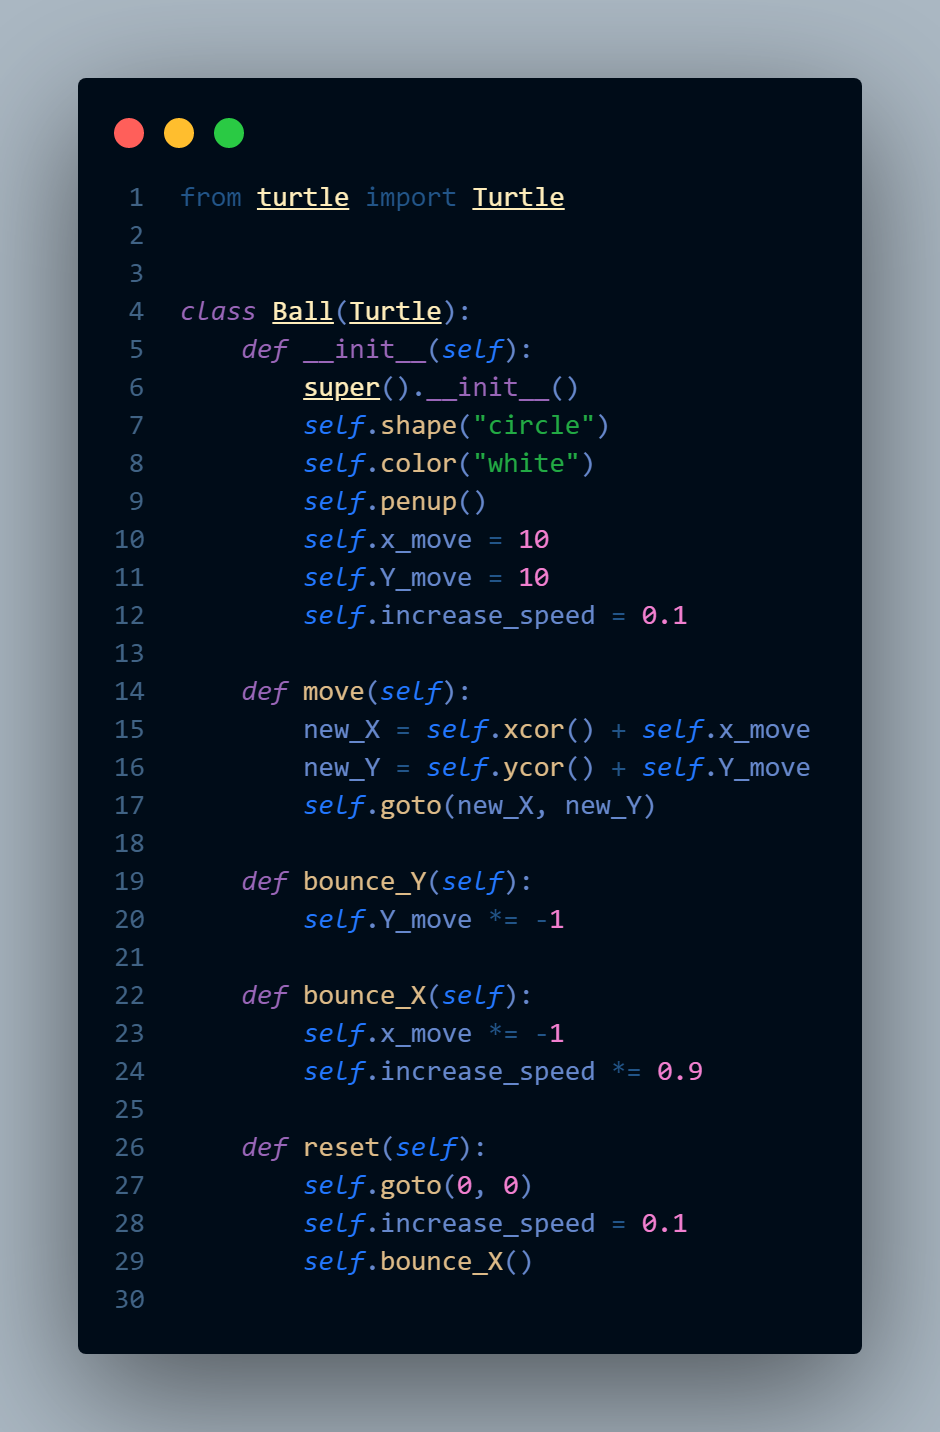 1 from turtle import Turtle
2
3
4 class Ball(Turtle):
5     def __init__(self):
6         super().__init__()
7         self.shape("circle")
8         self.color("white")
9         self.penup()
10         self.x_move = 10
11         self.Y_move = 10
12         self.increase_speed = 0.1
13
14     def move(self):
15         new_X = self.xcor() + self.x_move
16         new_Y = self.ycor() + self.Y_move
17         self.goto(new_X, new_Y)
18
19     def bounce_Y(self):
20         self.Y_move *= -1
21
22     def bounce_X(self):
23         self.x_move *= -1
24         self.increase_speed *= 0.9
25
26     def reset(self):
27         self.goto(0, 0)
28         self.increase_speed = 0.1
29         self.bounce_X()
30